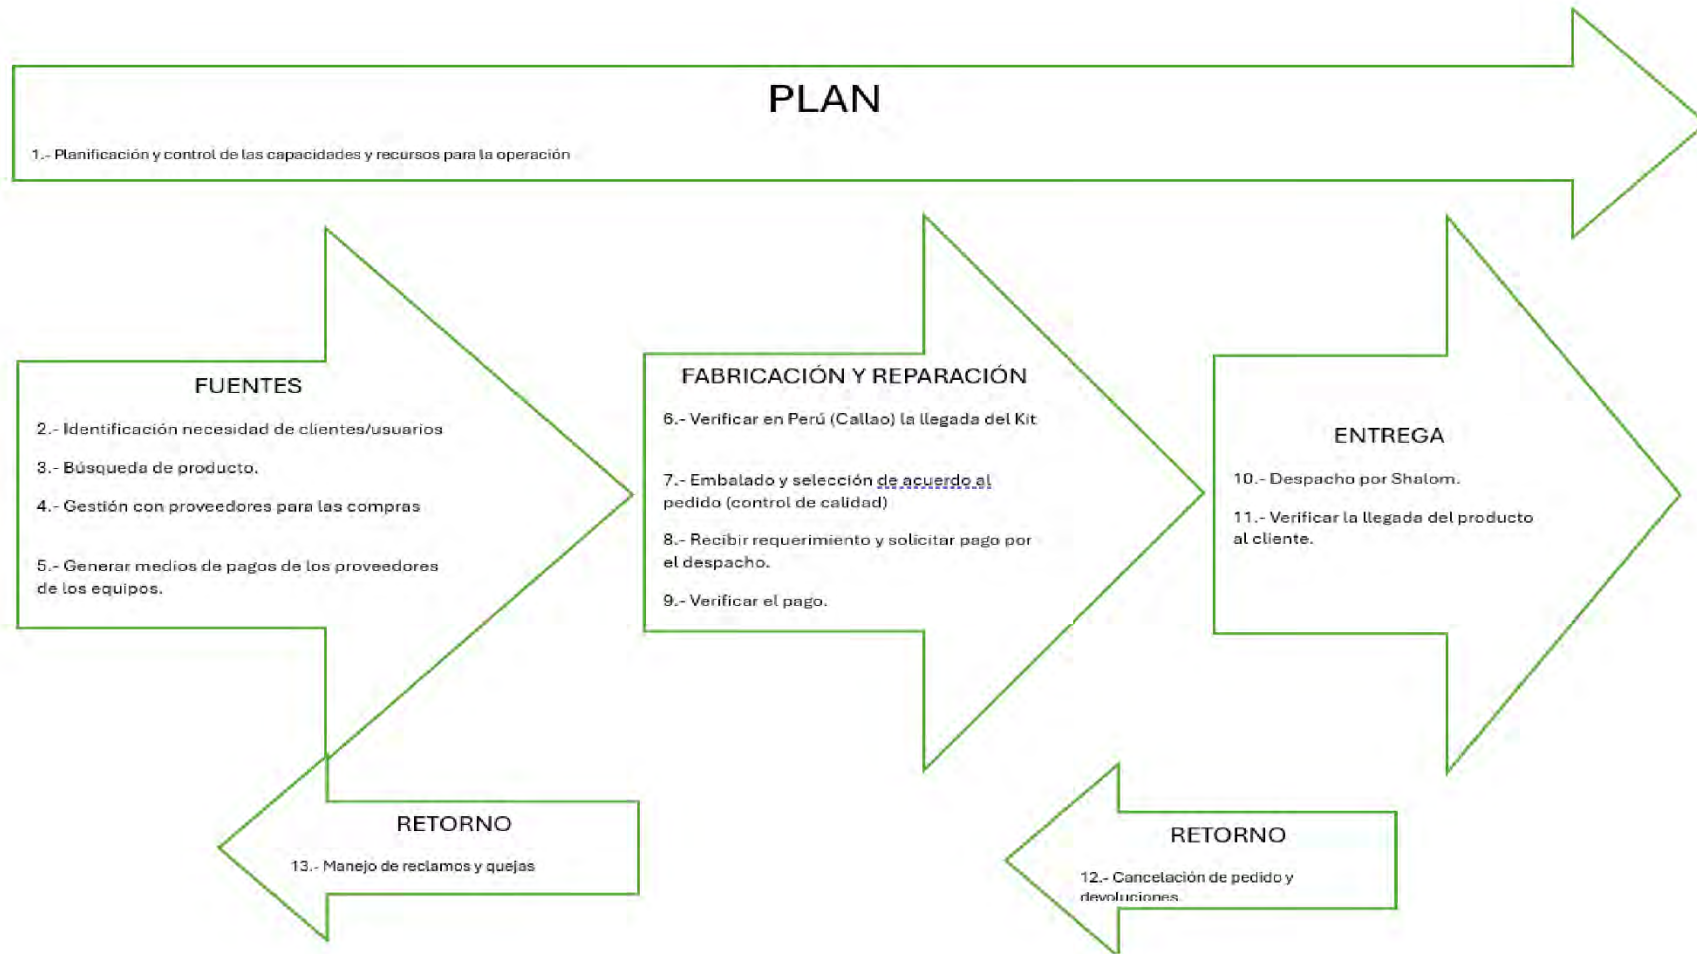 PLAN
1.- Planificación y control de las capacidades y recursos para la operación
FUENTES
2.- Identificación necesidad de clientes/usuarios
3.- Búsqueda de producto.
4.- Gestión con proveedores para las compras
5.- Generar medios de pagos de los proveedores
de los equipos.
FABRICACIÓN Y REPARACIÓN
6.- Verificar en Perú (Callao) la llegada del Kit
7.- Embalado y selección de acuerdo al
pedido (control de calidad)
8.- Recibir requerimiento y solicitar pago por
el despacho.
9.- Verificar el pago.
ENTREGA
10.- Despacho por Shalom.
11.- Verificar la llegada del producto
al cliente.
RETORNO
13.- Manejo de reclamos y quejas
RETORNO
12.- Cancelación de pedido y
devoluciones.